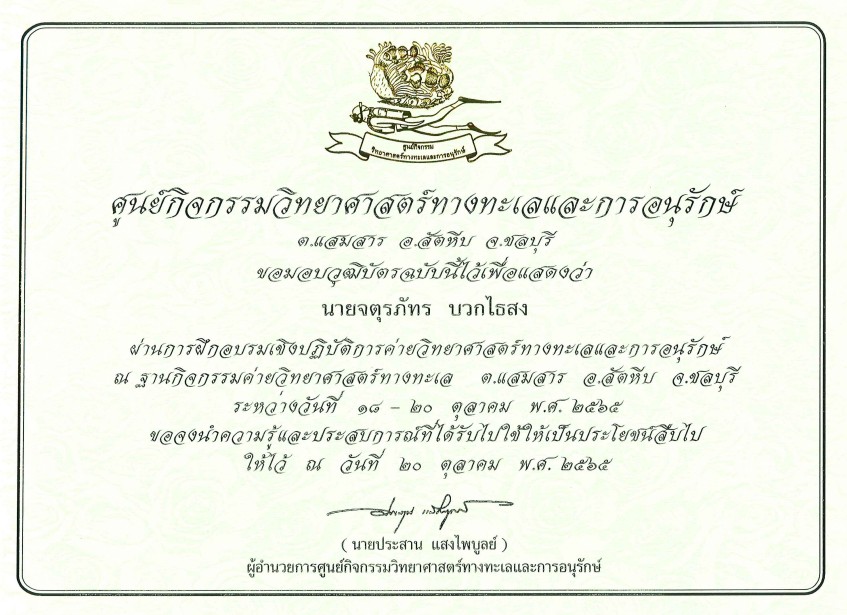 ศูนย์กิจกรรม
วิทยาศาสตร์ทางทะเลและการอนุรักษ์
ศูนย์กิจกรรมวิทยาศาสตร์ทางทะเลและการอนุรักษ์
ต.แสมสาร อ.สัตหีบ จ.ชลบุรี
ขอมอบวุฒิบัตรฉบับนี้ไว้เพื่อแสดงว่า
นายจตุรภัทร บวกไธสง
ผ่านการฝึกอบรมเชิงปฏิบัติการค่ายวิทยาศาสตร์ทางทะเลและการอนุรักษ์
ณ ฐานกิจกรรมค่ายวิทยาศาสตร์ทางทะเล ต.แสมสาร อ.สัตหีบ จ.ชลบุรี
ระหว่างวันที่ ๑๘ - ๒๐ ตุลาคม พ.ศ. ๒๕๖๕
ขอจงนำความรู้และประสบการณ์ที่ได้รับไปใช้ให้เป็นประโยชน์สืบไป
ให้ไว้ ณ วันที่ ๒๐ ตุลาคม พ.ศ. ๒๕๖๕
( นายประสาน แสงไพบูลย์ )
ผู้อำนวยการศูนย์กิจกรรมวิทยาศาสตร์ทางทะเลและการอนุรักษ์